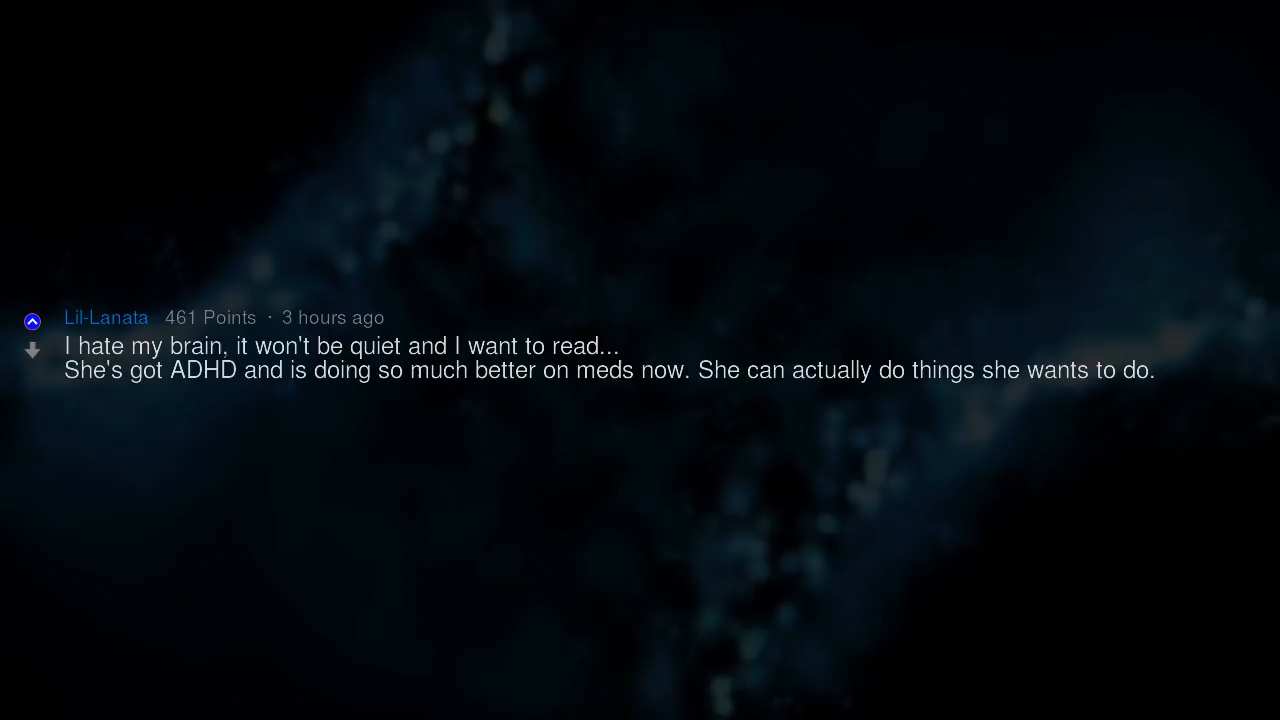 Lil-Lanata 461 Points · 3 hours ago
I hate my brain, it won't be quiet and I want to read...
She's got ADHD and is doing so much better on meds now. She can actually do things she wants to do.